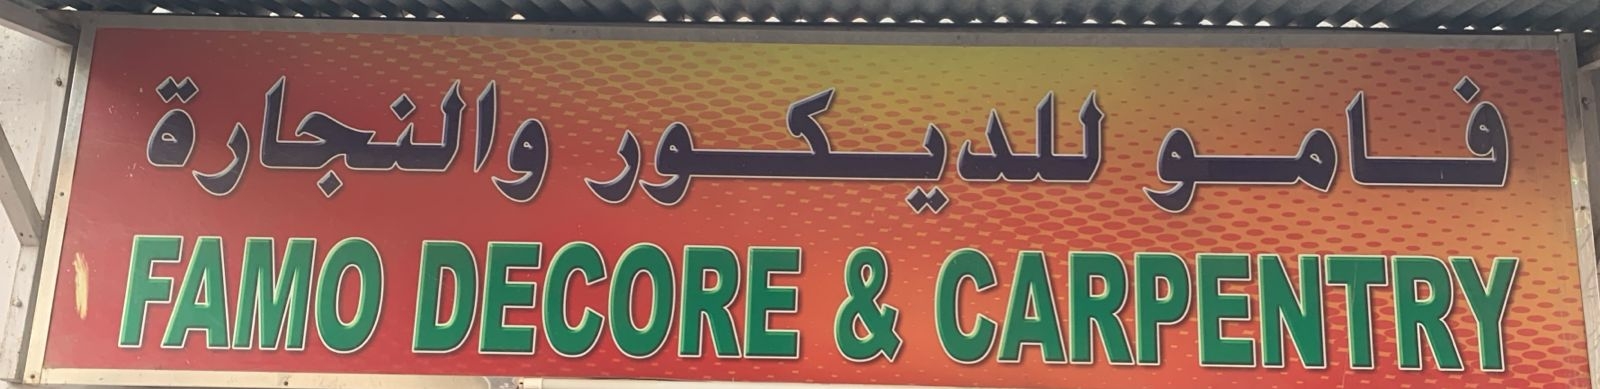 فامو للديكور والنجارة
FAMO DECORE & CARPENTRY